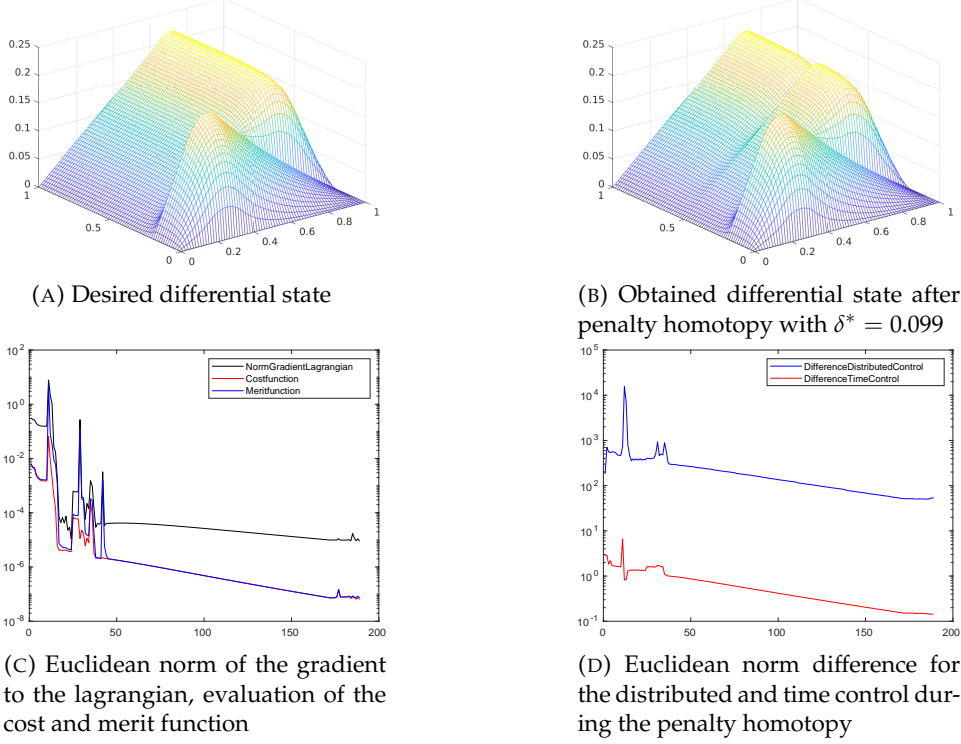 0.25
0.2
0.15
0.1
0.05
0
1
0.5
0
0
0.2
0.4
0.6
0.8
1
(A) Desired differential state
0.25
0.2
0.15
0.1
0.05
0
1
0.5
0
0
0.2
0.4
0.6
0.8
1
(B) Obtained differential state after
penalty homotopy with δ* = 0.099
10^2
10^0
10^-2
10^-4
10^-6
10^-8
0 50 100 150 200
NormGradientLagrangian
Costfunction
Meritfunction
(C) Euclidean norm of the gradient
to the lagrangian, evaluation of the
cost and merit function
10^5
10^4
10^3
10^2
10^1
10^0
10^-1
0 50 100 150 200
DifferenceDistributedControl
DifferenceTimeControl
(D) Euclidean norm difference for
the distributed and time control dur-
ing the penalty homotopy